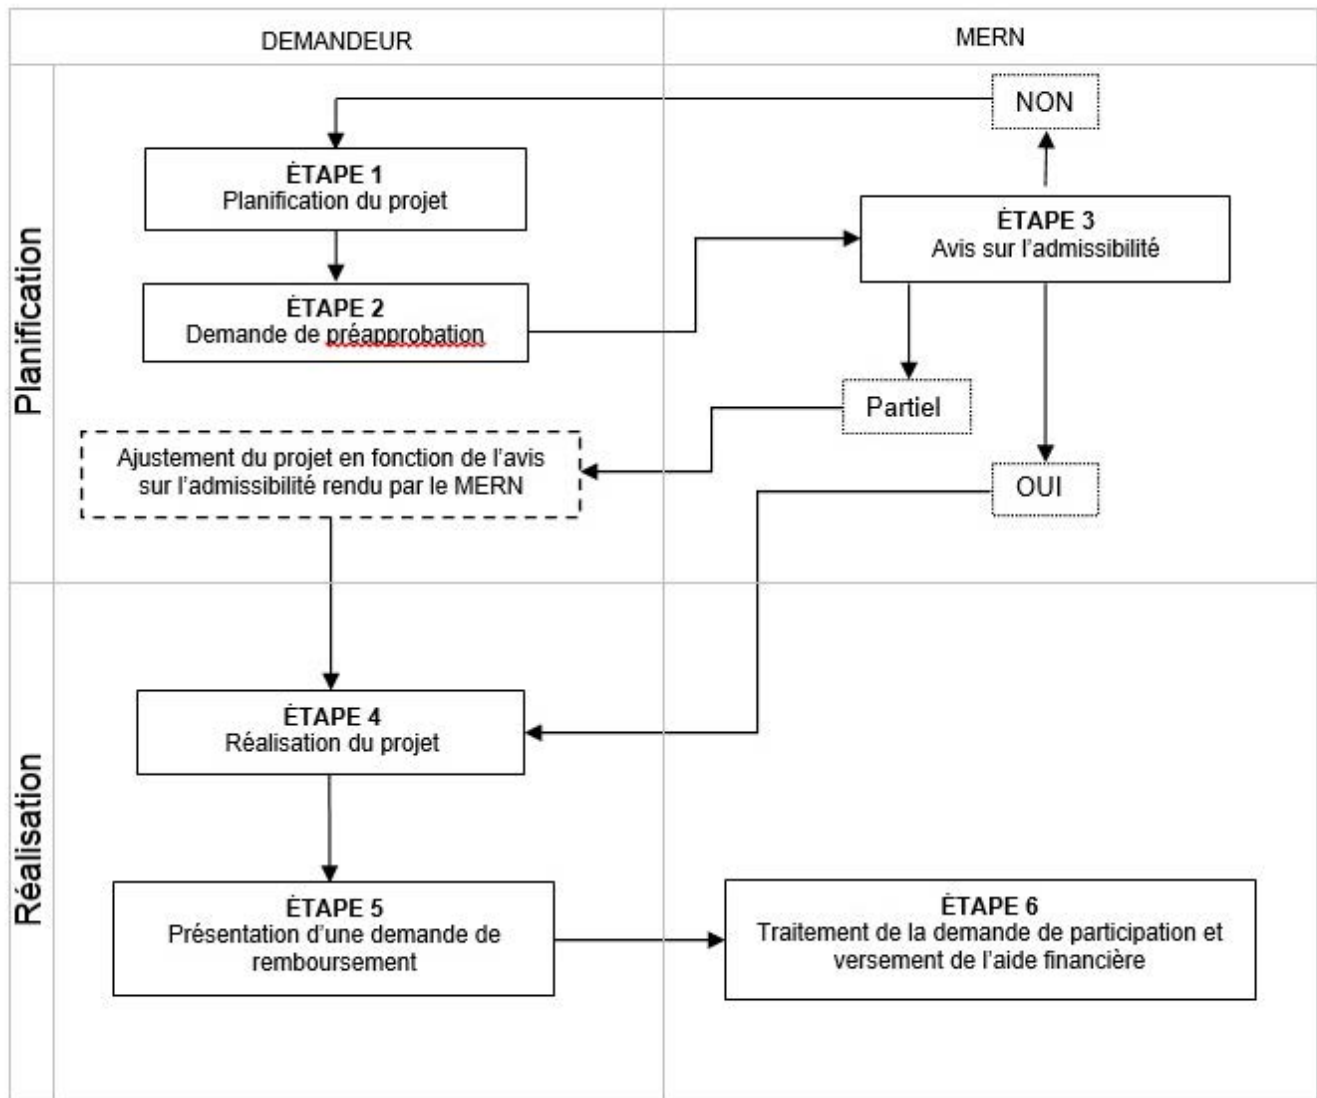 DEMANDEUR
MERN
Planification
NON
ÉTAPE 1
Planification du projet
ÉTAPE 3
Avis sur l’admissibilité
ÉTAPE 2
Demande de préapprobation
Partiel
Ajustement du projet en fonction de l’avis
sur l’admissibilité rendu par le MERN
OUI
Réalisation
ÉTAPE 4
Réalisation du projet
ÉTAPE 5
Présentation d’une demande de
remboursement
ÉTAPE 6
Traitement de la demande de participation et
versement de l’aide financière